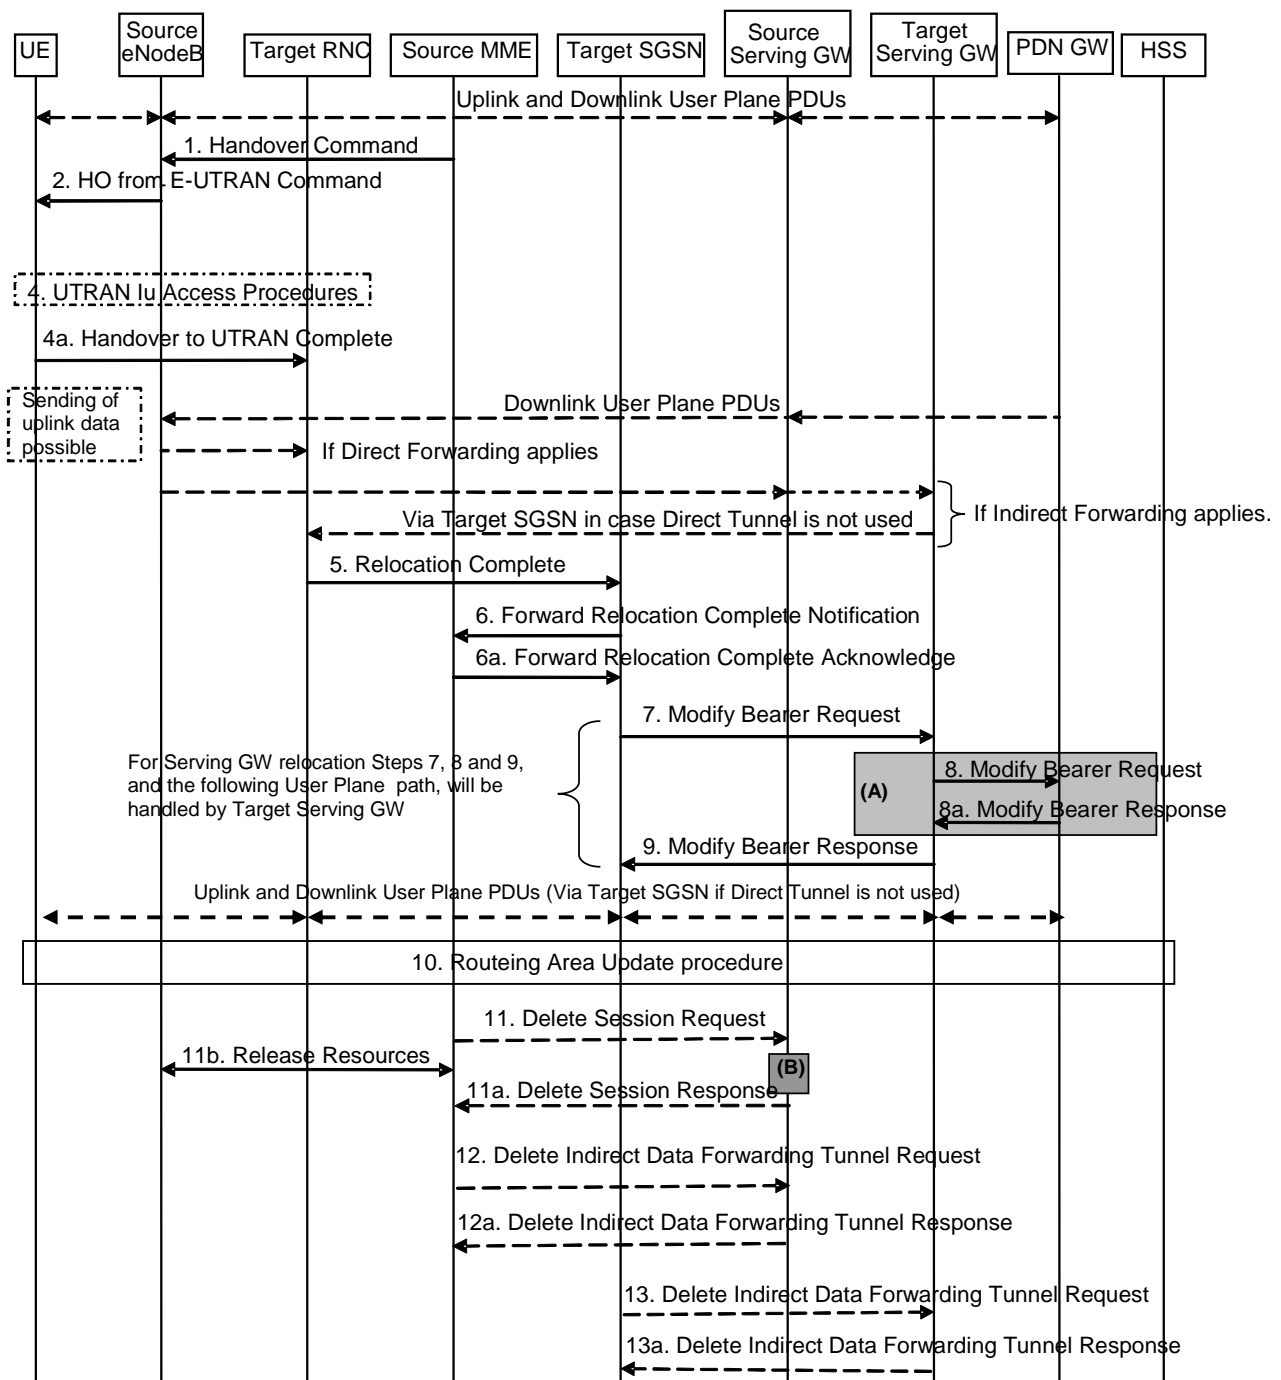 UE
Source
eNodeB
Target RNC
Source MME
Target SGSN
Source
Serving GW
Target
Serving GW
PDN GW
HSS
Uplink and Downlink User Plane PDUs
1. Handover Command
2. HO from E-UTRAN Command
4. UTRAN Iu Access Procedures
4a. Handover to UTRAN Complete
Sending of
uplink data
possible
Downlink User Plane PDUs
If Direct Forwarding applies
Via Target SGSN in case Direct Tunnel is not used
If Indirect Forwarding applies.
5. Relocation Complete
6. Forward Relocation Complete Notification
6a. Forward Relocation Complete Acknowledge
7. Modify Bearer Request
For Serving GW relocation Steps 7, 8 and 9,
and the following User Plane path, will be
handled by Target Serving GW
(A)
8. Modify Bearer Request
8a. Modify Bearer Response
9. Modify Bearer Response
Uplink and Downlink User Plane PDUs (Via Target SGSN if Direct Tunnel is not used)
10. Routeing Area Update procedure
11. Delete Session Request
11b. Release Resources
(B)
11a. Delete Session Response
12. Delete Indirect Data Forwarding Tunnel Request
12a. Delete Indirect Data Forwarding Tunnel Response
13. Delete Indirect Data Forwarding Tunnel Request
13a. Delete Indirect Data Forwarding Tunnel Response